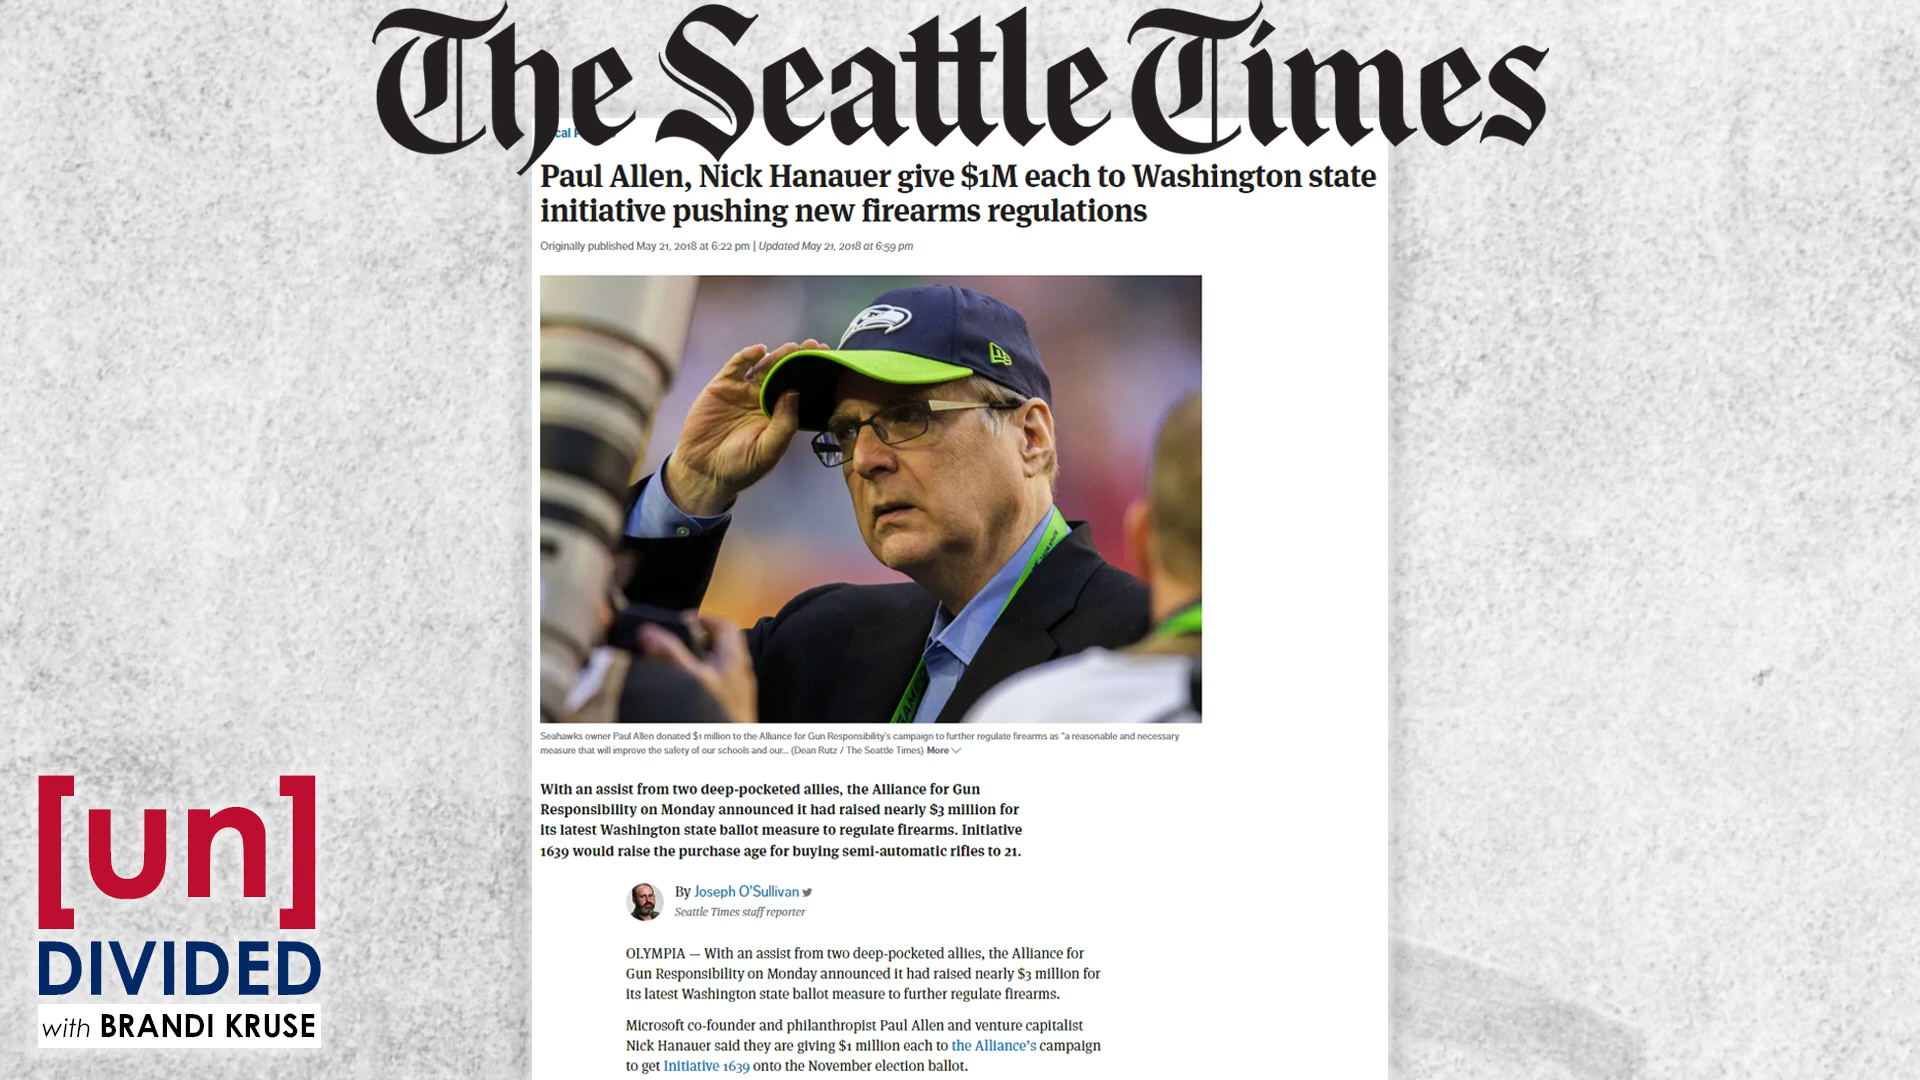 The Seattle Times
Paul Allen, Nick Hanauer give $1M each to Washington state
initiative pushing new firearms regulations
Originally published May 21, 2018 at 6:22 pm | Updated May 21, 2018 at 6:59 pm
Seahawks owner Paul Allen donated $1 million to the Alliance for Gun Responsibility's campaign to further regulate firearms as "a reasonable and necessary
measure that will improve the safety of our schools and our... (Dean Rutz / The Seattle Times) More
With an assist from two deep-pocketed allies, the Alliance for Gun
Responsibility on Monday announced it had raised nearly $3 million for
its latest Washington state ballot measure to regulate firearms. Initiative
1639 would raise the purchase age for buying semi-automatic rifles to 21.
By Joseph O'Sullivan
Seattle Times staff reporter
OLYMPIA — With an assist from two deep-pocketed allies, the Alliance for
Gun Responsibility on Monday announced it had raised nearly $3 million for
its latest Washington state ballot measure to further regulate firearms.
Microsoft co-founder and philanthropist Paul Allen and venture capitalist
Nick Hanauer said they are giving $1 million each to the Alliance's campaign
to get Initiative 1639 onto the November election ballot.
[un]
DIVIDED
with BRANDI KRUSE